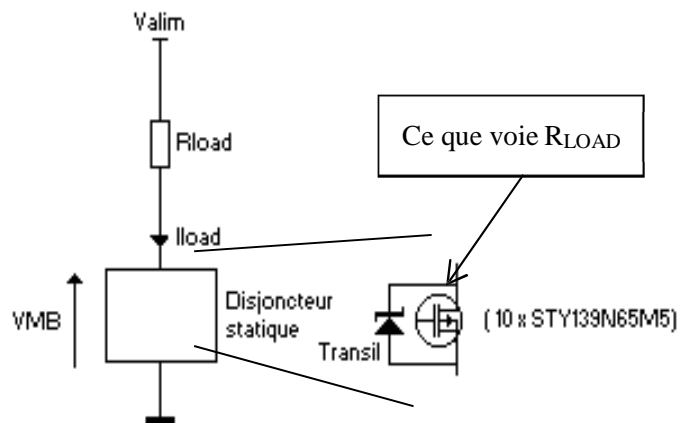 Valim
Rload
Ce que voie RLOAD
Iload
VMB
Disjoncteur
statique
Transil
( 10 x STY139N65M5)